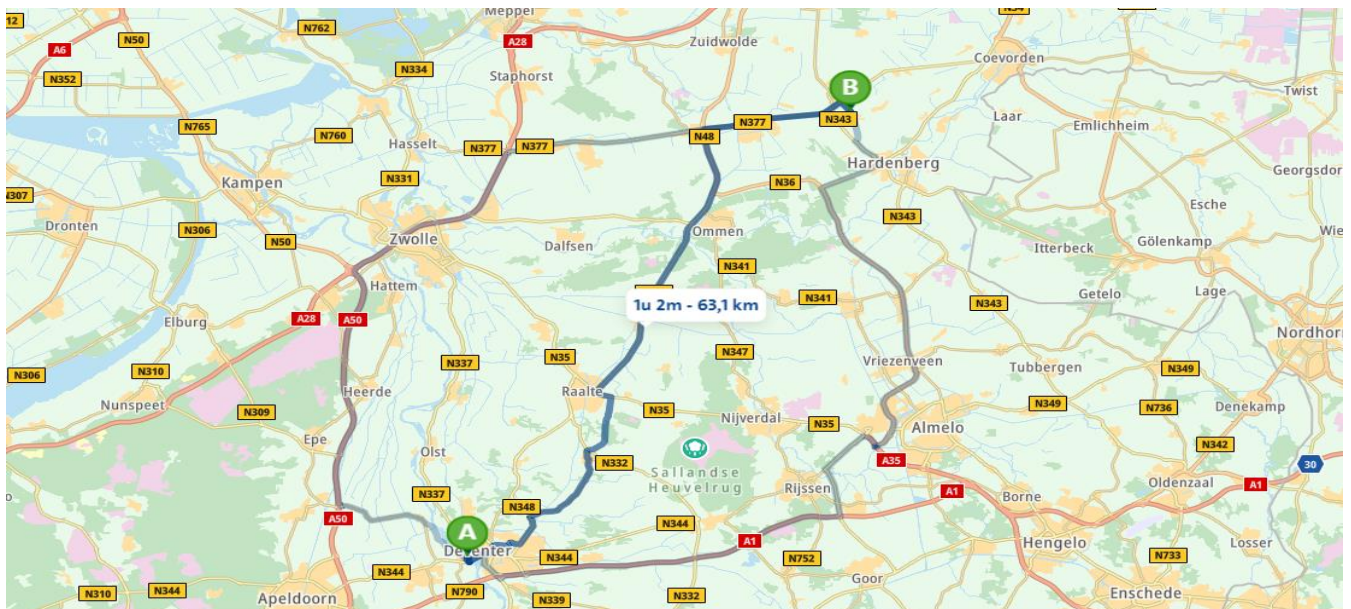 12
N50
N762
Meppel
A28
Zuidwolde
N34
Coevorden
A6
N352
N334
Staphorst
B
Twist
N765
N760
Hasselt
N377
N377
N48
N377
N343
Laar
Emlichheim
Hardenberg
Georgsdor
Kampen
N331
N36
N307
Dronten
N306
N50
Zwolle
Dalfsen
Ommen
N343
Esche
Wie
Itterbeck
Gölenkamp
Hattem
N341
Getelo
Lage
1u 2m - 63,1 km
N341
N343
Elburg
A28
A50
Nordhorn
N306
N310
N337
N35
N347
Vriezenveen
Tubbergen
N349
Nunspeet
N309
Heerde
Raalte
N35
Nijverdal
N35
N349
N736
Denekamp
Epe
Olst
Almelo
N342
A35
30
N332
Sallandse
Heuvelrug
Rijssen
A1
Borne
Oldenzaal
A1
N337
N348
A50
A
Deventer
N344
N344
A1
N752
Hengelo
Losser
N733
N310
N344
Apeldoorn
N344
N790
N339
N332
Goor
Enschede